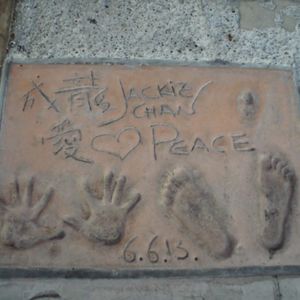 成龍 JACKIE CHAN
愛 ♡ PEACE
6.6.13.